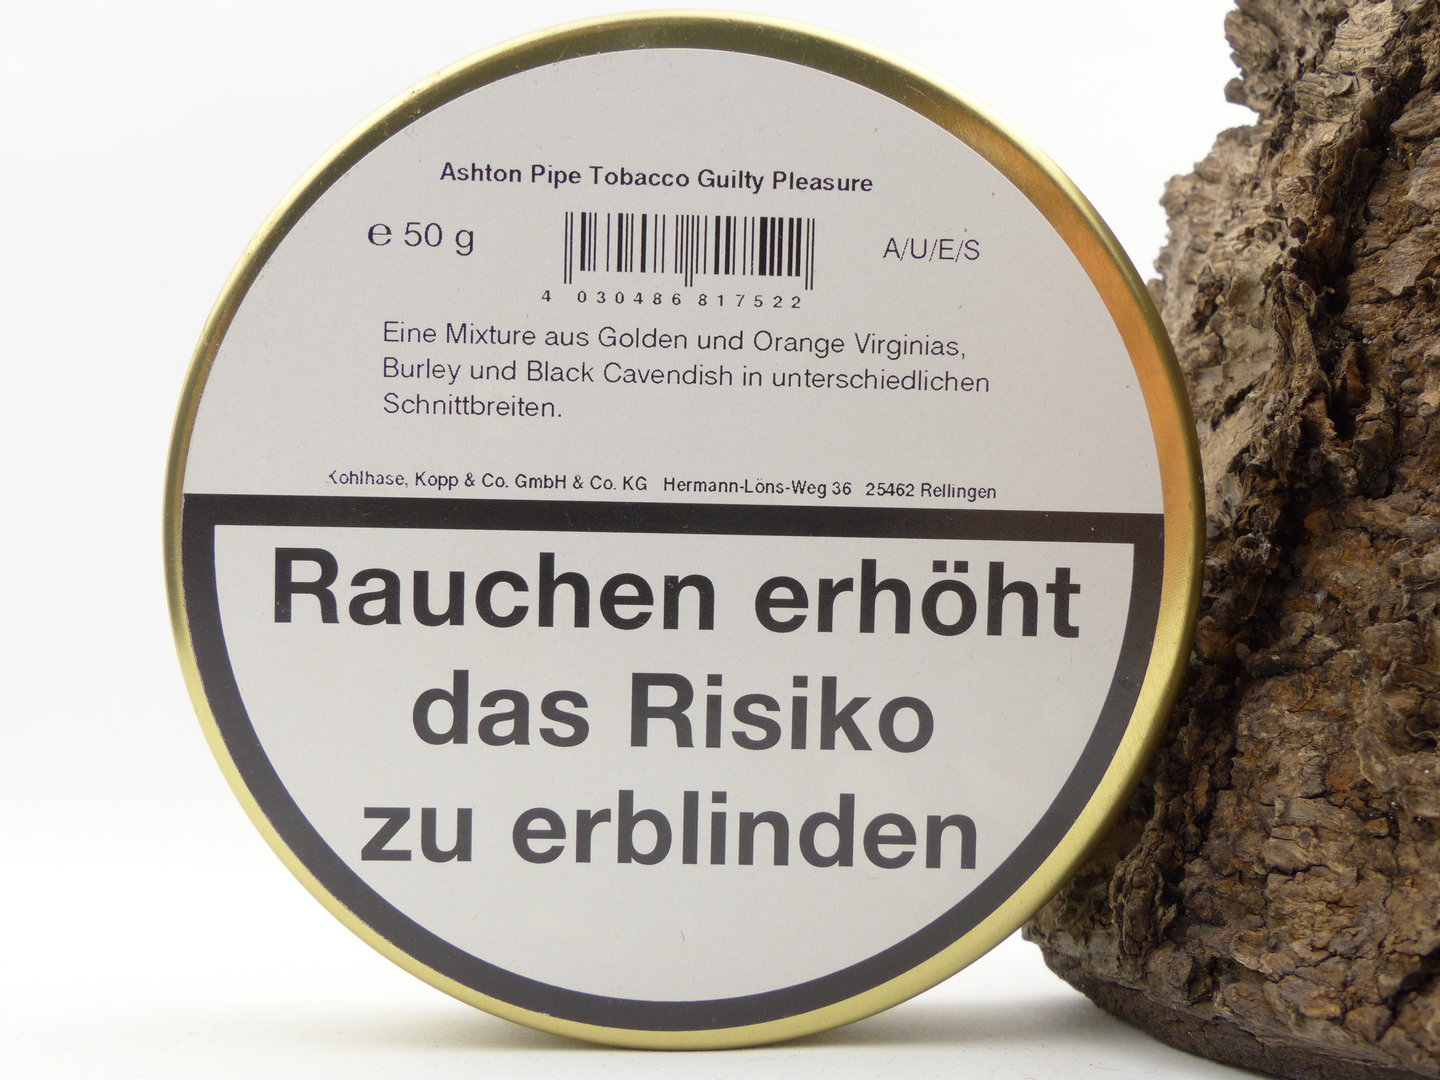 Ashton Pipe Tobacco Guilty Pleasure
℮ 50 g
A/U/E/S
4 030486 817522
Eine Mixture aus Golden und Orange Virginias,
Burley und Black Cavendish in unterschiedlichen
Schnittbreiten.
Kohlhase, Kopp & Co. GmbH & Co. KG Hermann-Löns-Weg 36 25462 Rellingen
Rauchen erhöht
das Risiko
zu erblinden